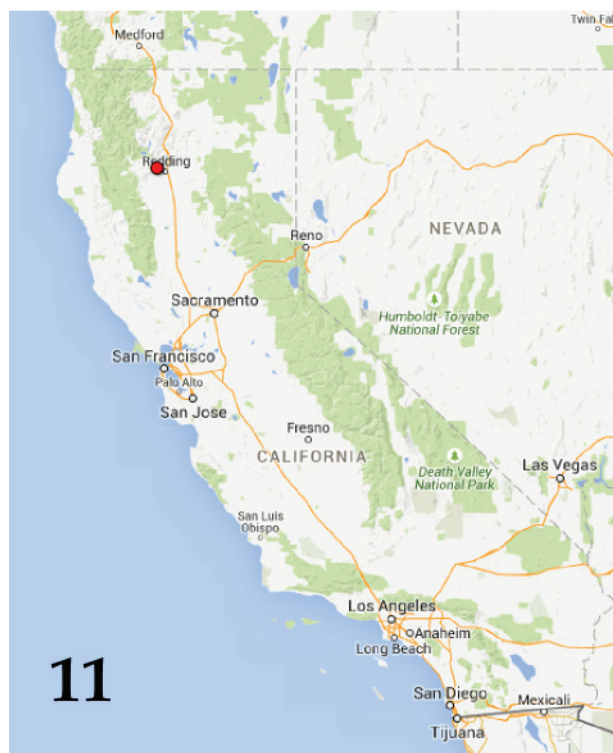 Twin Fal
Medford
Redding
Reno
NEVADA
Sacramento
Humboldt-Toiyabe
National Forest
San Francisco
Palo Alto
San Jose
Fresno
CALIFORNIA
Death Valley
National Park
Las Vegas
San Luis
Obispo
Los Angeles
Anaheim
Long Beach
11
San Diego
Mexicali
Tijuana